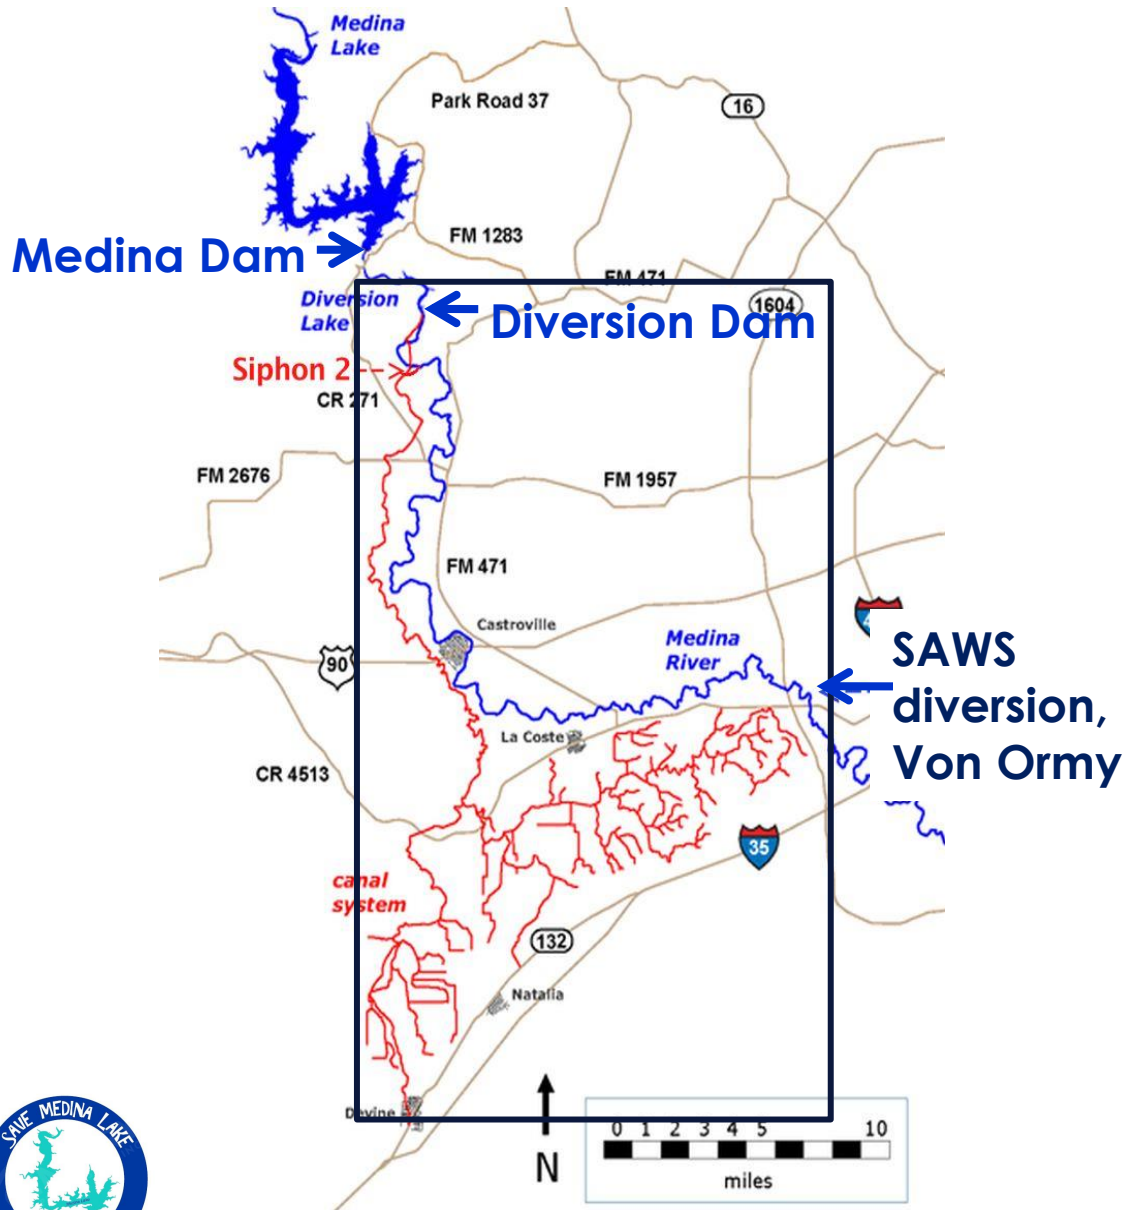 Medina
Lake
Park Road 37
16
FM 1283
Medina Dam
FM 471
Diversion
Lake
1604
Diversion Dam
Siphon 2
CR 271
FM 2676
FM 1957
FM 471
Castroville
Medina
River
90
SAWS
diversion,
Von Ormy
La Coste
CR 4513
35
canal
system
132
Natalia
Devine
0 1 2 3 4 5 10
miles
N
SAVE MEDINA LAKE